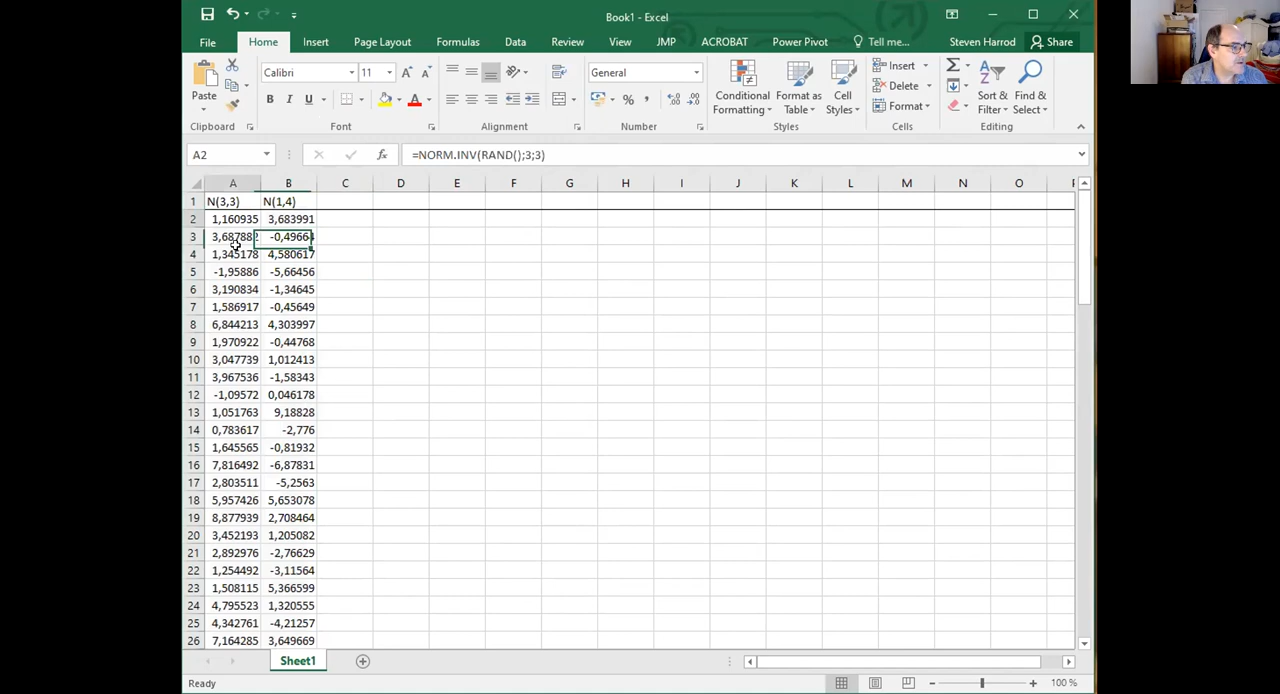 Book1 - Excel
File Home Insert Page Layout Formulas Data Review View JMP ACROBAT Power Pivot Tell me... Steven Harrod Share
Paste
Clipboard
Calibri 11
B I U
Font
Alignment
General
% ,
Number
Conditional Formatting
Format as Table
Cell Styles
Styles
Insert
Delete
Format
Cells
Sort & Filter
Find & Select
Editing
A2 fx =NORM.INV(RAND();3;3)
A B C D E F G H I J K L M N O
1 N(3,3) N(1,4)
2 1,160935 3,683991
3 3,687882 -0,49664
4 1,345178 4,580617
5 -1,95886 -5,66456
6 3,190834 -1,34645
7 1,586917 -0,45649
8 6,844213 4,303997
9 1,970922 -0,44768
10 3,047739 1,012413
11 3,967536 -1,58343
12 -1,09572 0,046178
13 1,051763 9,18828
14 0,783617 -2,776
15 1,645565 -0,81932
16 7,816492 -6,87831
17 2,803511 -5,2563
18 5,957426 5,653078
19 8,877939 2,708464
20 3,452193 1,205082
21 2,892976 -2,76629
22 1,254492 -3,11564
23 1,508115 5,366599
24 4,795523 1,320555
25 4,342761 -4,21257
26 7,164285 3,649669
Sheet1
Ready 100 %